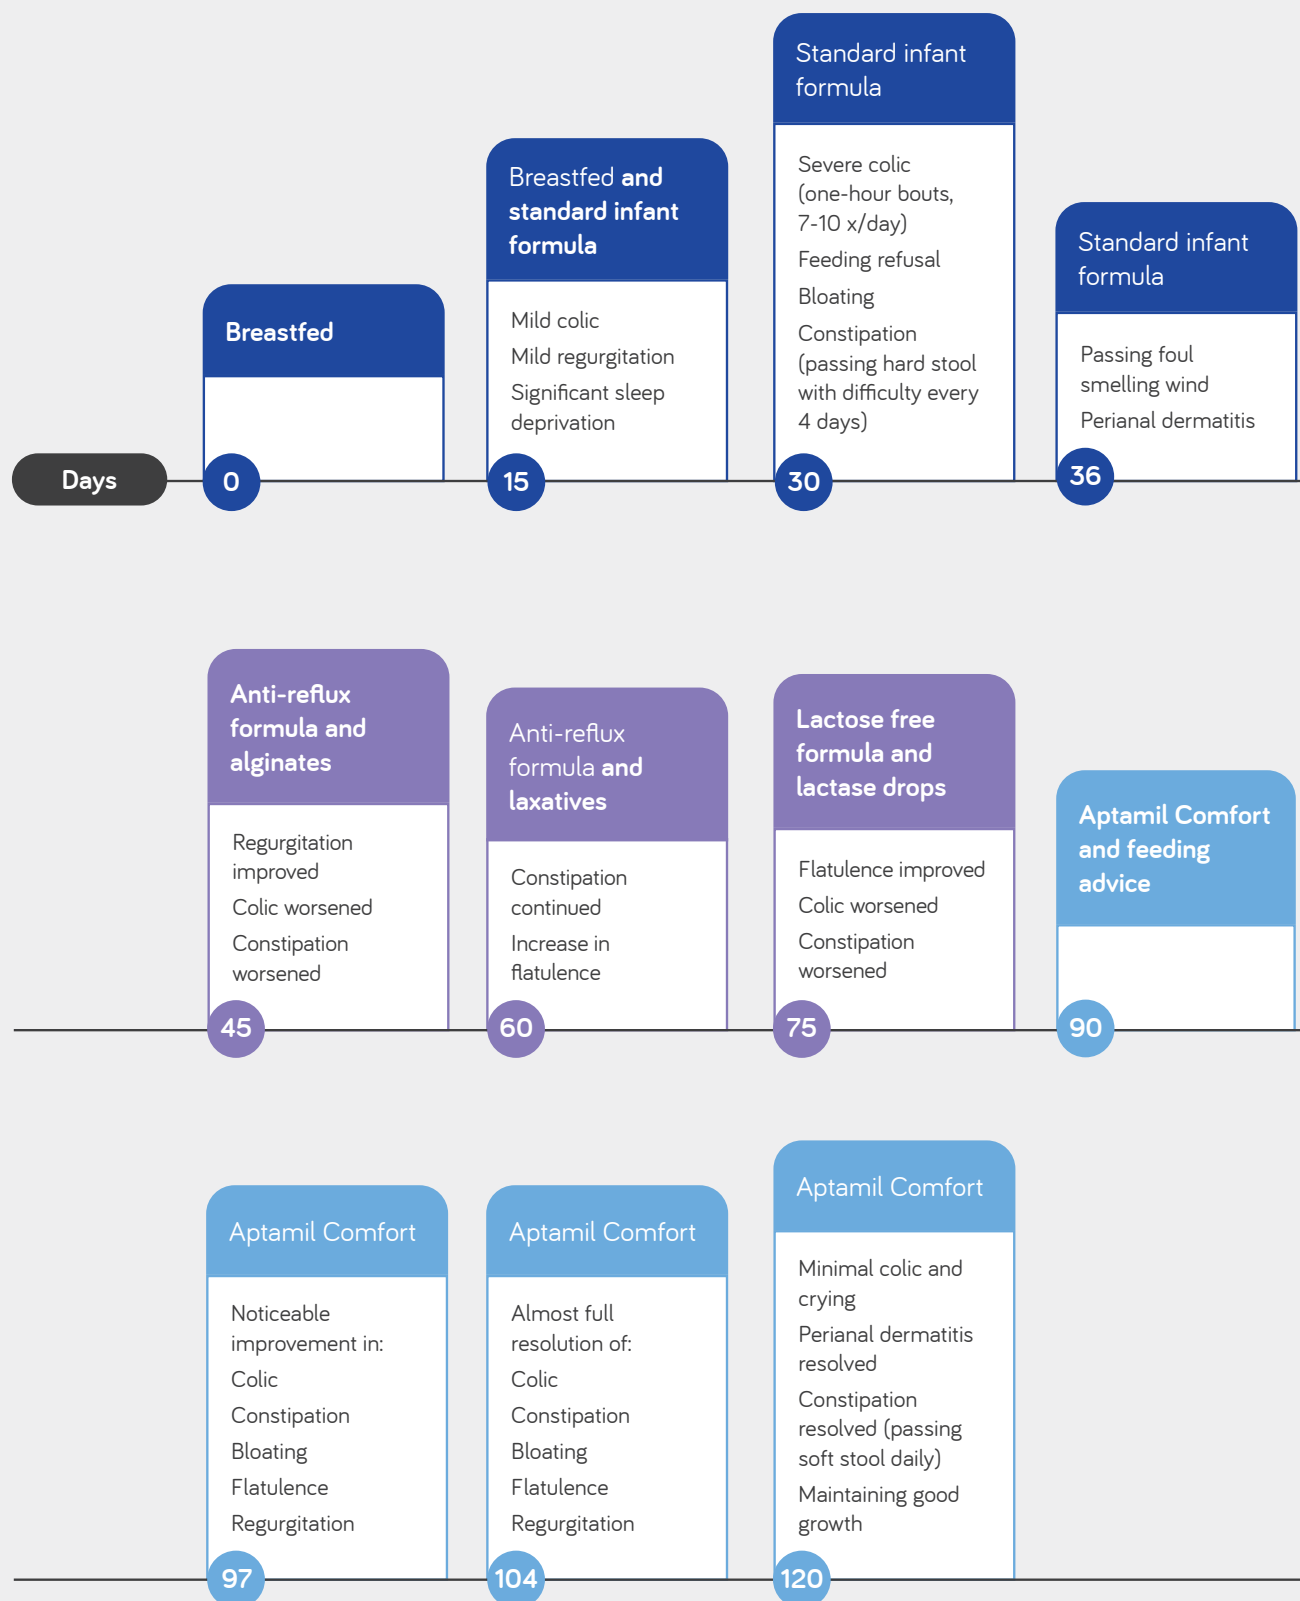 Days
Breastfed
0
Breastfed and
standard infant
formula
Mild colic
Mild regurgitation
Significant sleep
deprivation
15
Standard infant
formula
Severe colic
(one-hour bouts,
7-10 x/day)
Feeding refusal
Bloating
Constipation
(passing hard stool
with difficulty every
4 days)
30
Standard infant
formula
Passing foul
smelling wind
Perianal dermatitis
36
Anti-reflux
formula and
alginates
Regurgitation
improved
Colic worsened
Constipation
worsened
45
Anti-reflux
formula and
laxatives
Constipation
continued
Increase in
flatulence
60
Lactose free
formula and
lactase drops
Flatulence improved
Colic worsened
Constipation
worsened
75
Aptamil Comfort
and feeding
advice
90
Aptamil Comfort
Noticeable
improvement in:
Colic
Constipation
Bloating
Flatulence
Regurgitation
97
Aptamil Comfort
Almost full
resolution of:
Colic
Constipation
Bloating
Flatulence
Regurgitation
104
Aptamil Comfort
Minimal colic and
crying
Perianal dermatitis
resolved
Constipation
resolved (passing
soft stool daily)
Maintaining good
growth
120